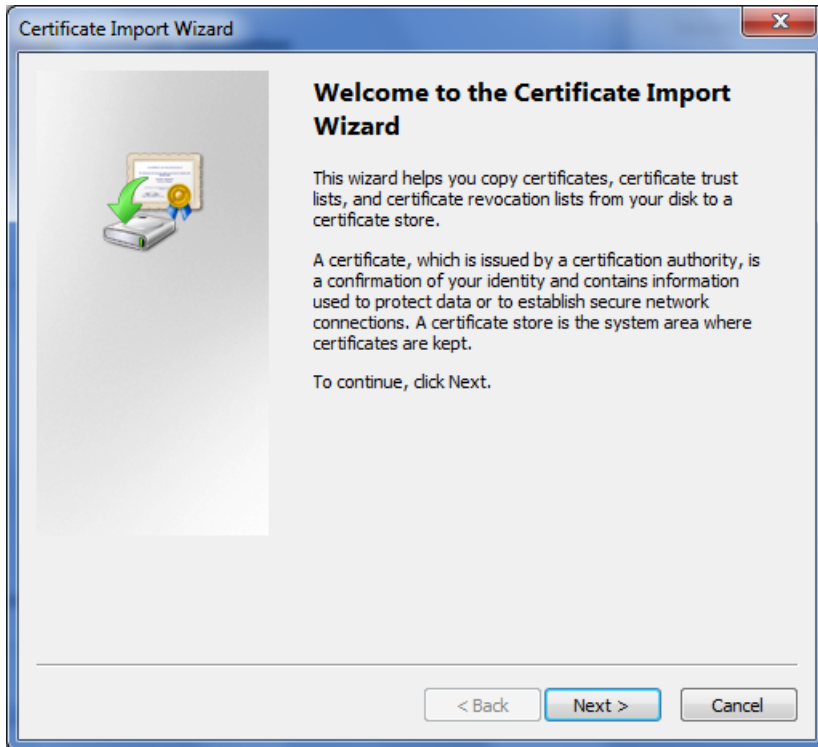 Certificate Import Wizard
Welcome to the Certificate Import
Wizard
This wizard helps you copy certificates, certificate trust
lists, and certificate revocation lists from your disk to a
certificate store.
A certificate, which is issued by a certification authority, is
a confirmation of your identity and contains information
used to protect data or to establish secure network
connections. A certificate store is the system area where
certificates are kept.
To continue, click Next.
< Back Next > Cancel